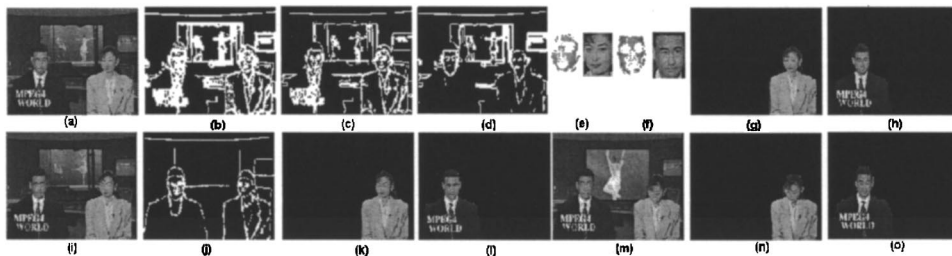 MPEG4
WORLD
MPEG4
WORLD
(a)
(b)
(c)
(d)
(e)
(f)
(g)
(h)
MPEG4
WORLD
MPEG4
WORLD
MPEG4
WORLD
MPEG4
WORLD
(i)
(j)
(k)
(l)
(m)
(n)
(o)